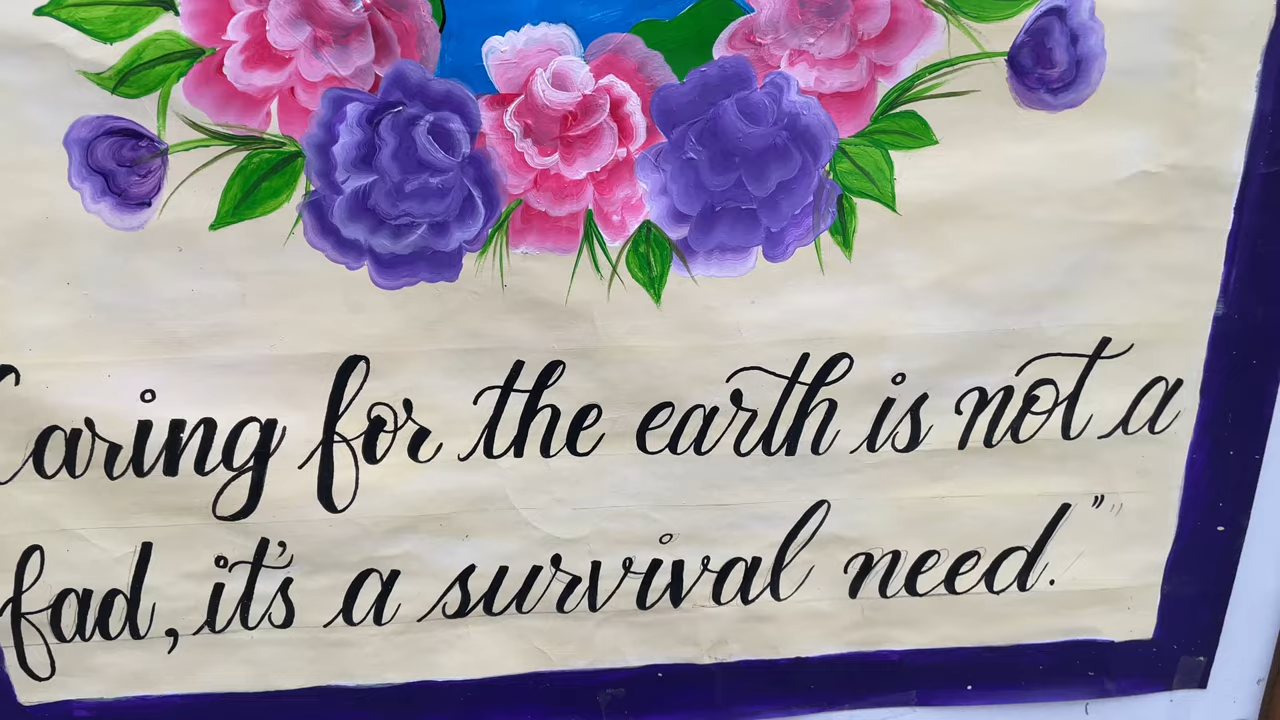 Caring for the earth is not a
fad, it's a survival need.”